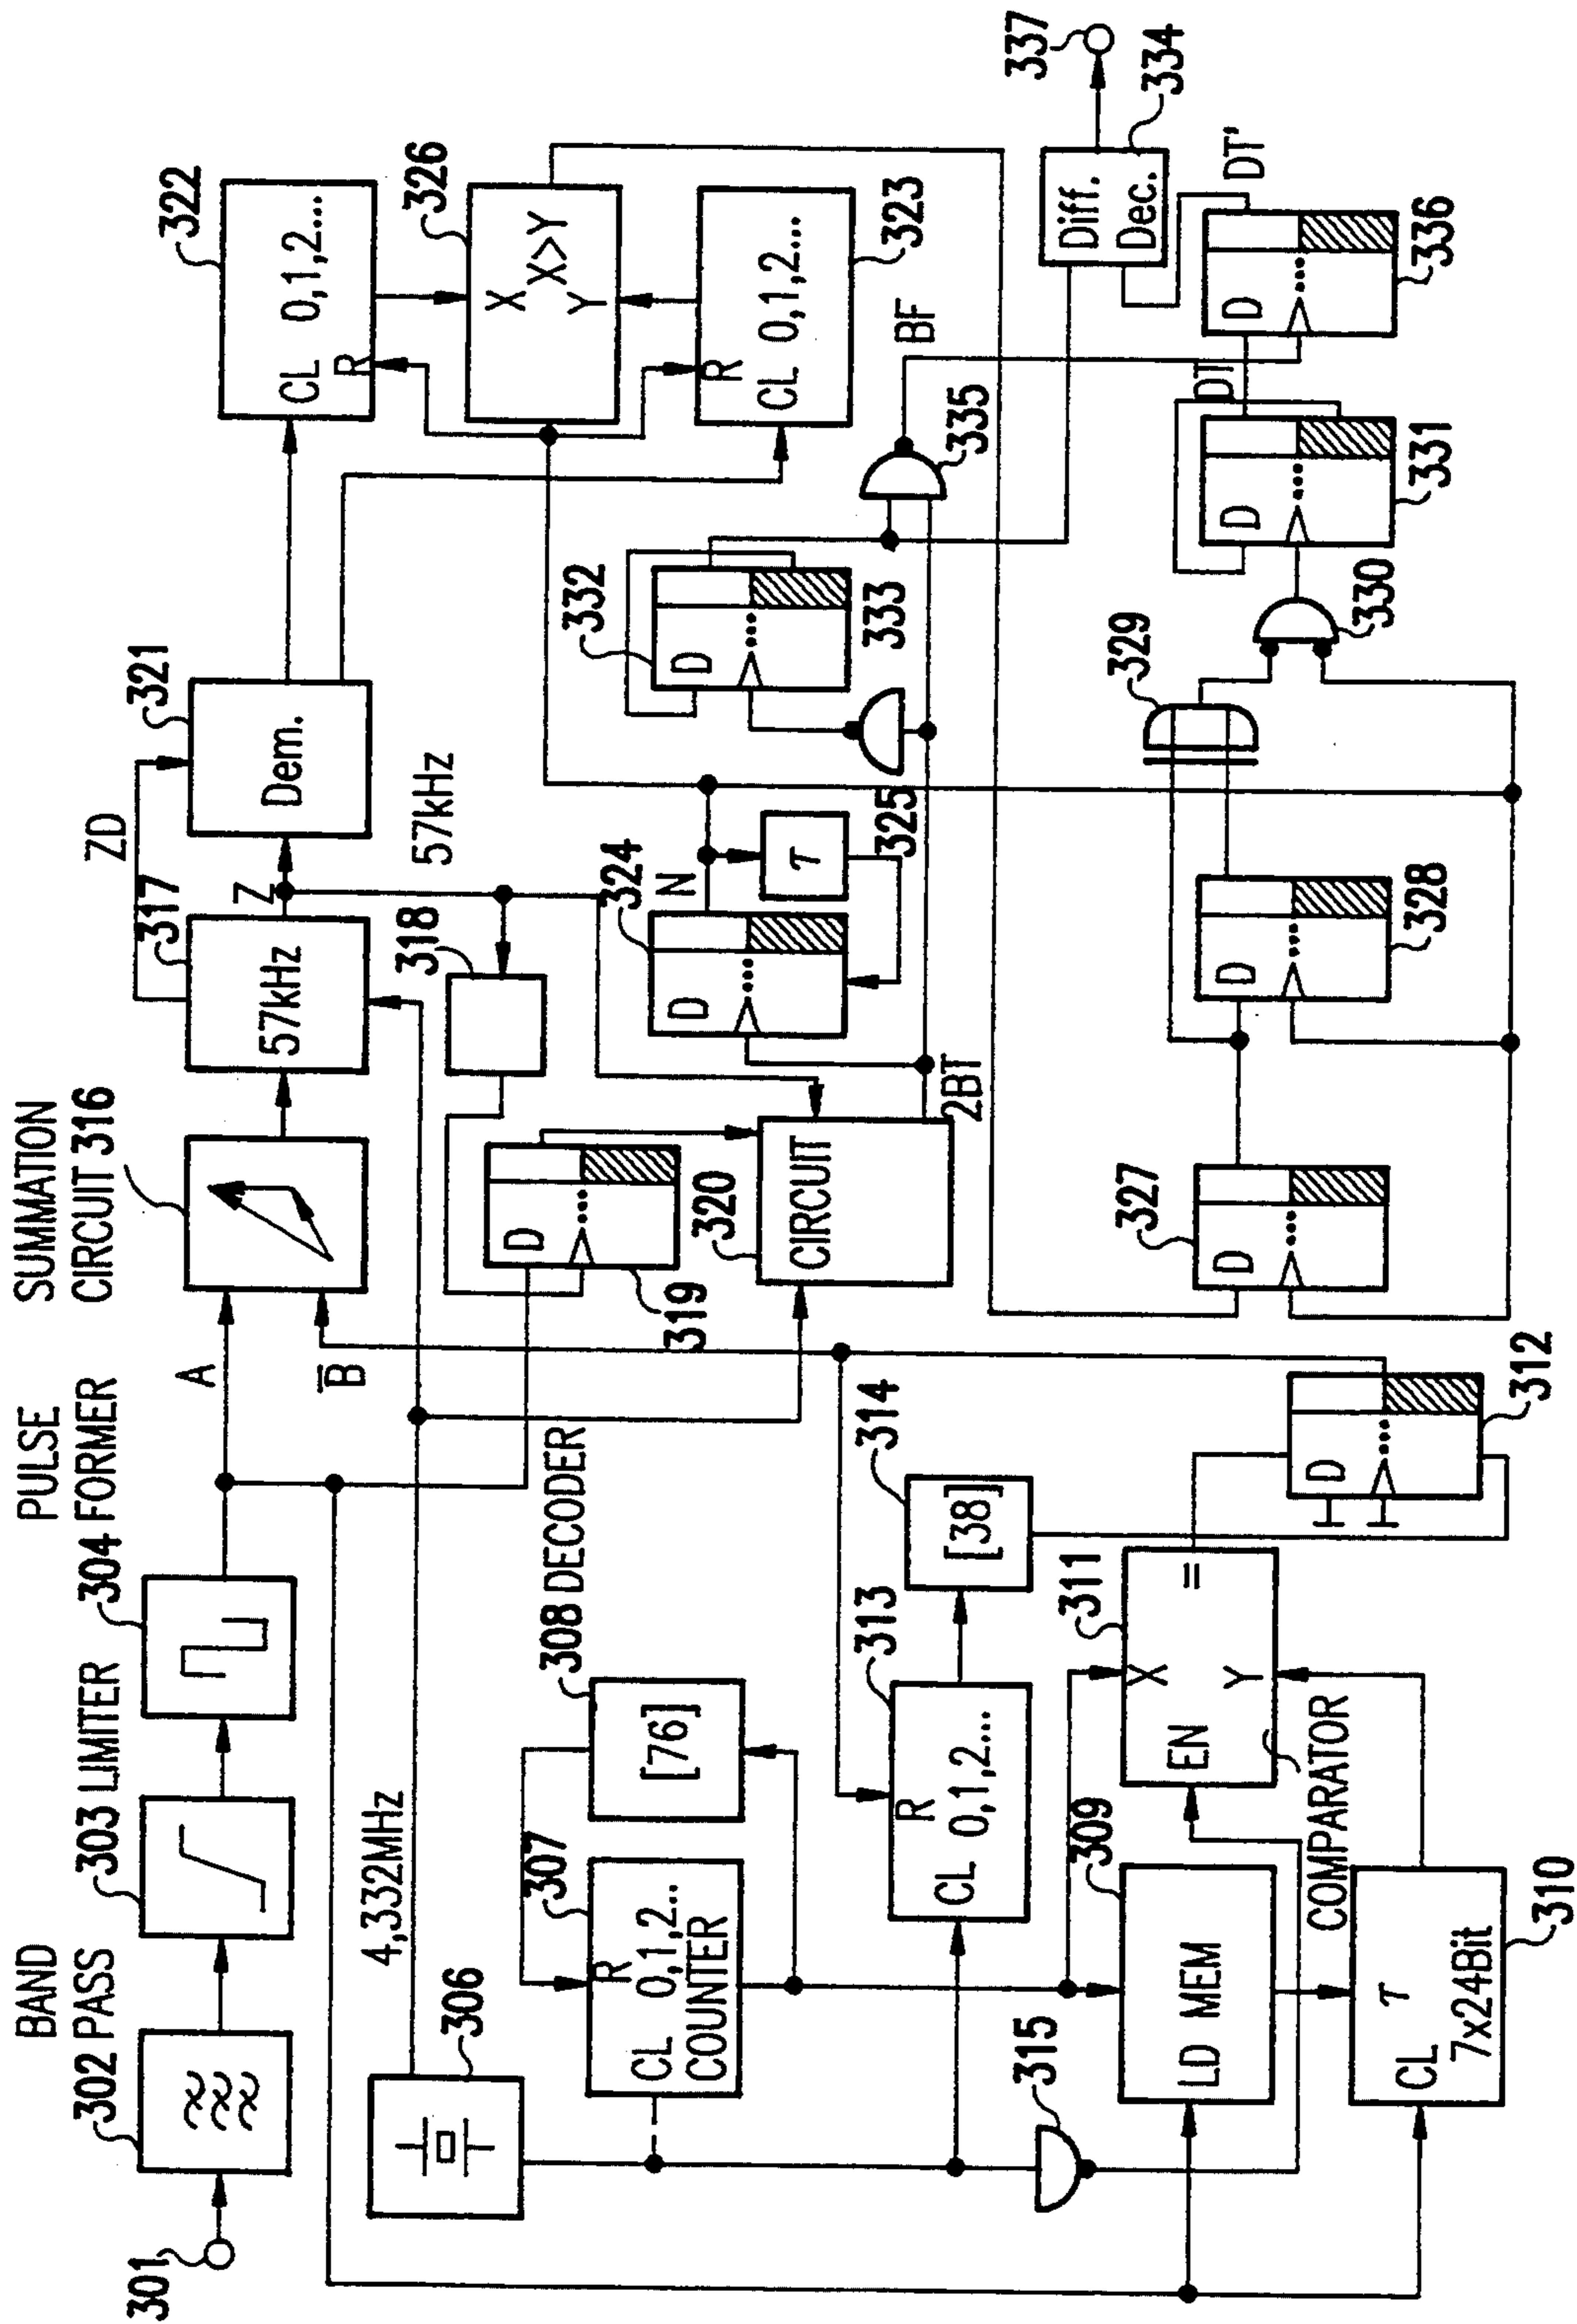 BAND
302 PASS
303 LIMITER
PULSE
304 FORMER
SUMMATION
CIRCUIT 316
317
ZD
321
322
301
A
B̅
57kHz
Z
Dem.
CL 0,1,2...
R
326
X
X>Y
Y
4,332MHz
306
307
308 DECODER
[76]
R
CL 0,1,2..
COUNTER
318
57kHz
D
319
320
CIRCUIT
2BT
324
N
D
τ
325
332
D
333
R
CL 0,1,2...
323
BF
335
313
R
CL 0,1,2...
314
[38]
315
309
LD MEM
311
X
=
EN
Y
COMPARATOR
CL τ
7x24Bit
310
D
312
327
D
D
328
329
330
D
331
DT
D
336
DT'
Diff.
Dec.
334
337